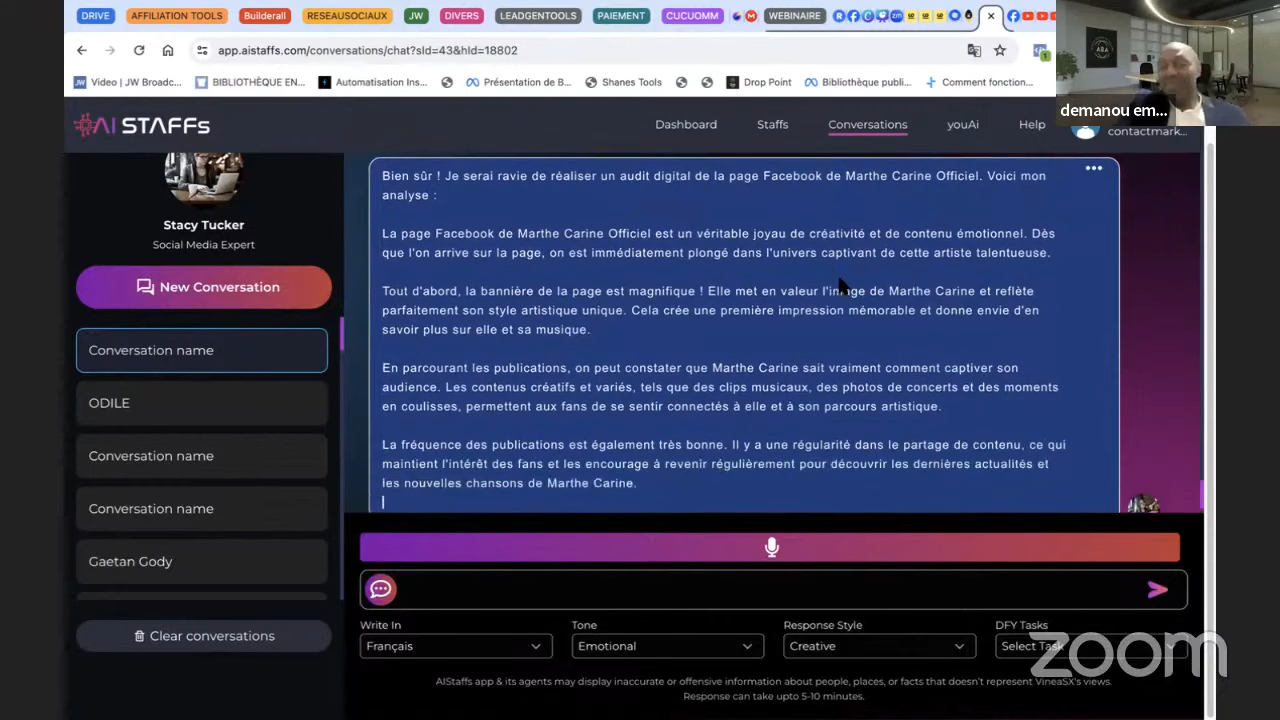 DRIVE AFFILIATION TOOLS Builderall RESEAUSOCIAUX JW DIVERS LEADGENTOOLS PAIEMENT CUCUOMM WEBINAIRE
app.aistaffs.com/conversations/chat?sId=43&hId=18802
Video | JW Broadc... BIBLIOTHÈQUE EN... Automatisation Ins... Présentation de B... Shanes Tools Drop Point Bibliothèque publi... Comment fonction...
ABA
demanou em...
AI STAFFs
Dashboard Staffs Conversations youAi Help
contactmark...
Stacy Tucker
Social Media Expert
New Conversation
Conversation name
ODILE
Conversation name
Conversation name
Gaetan Gody
Clear conversations
Bien sûr ! Je serai ravie de réaliser un audit digital de la page Facebook de Marthe Carine Officiel. Voici mon
analyse :
La page Facebook de Marthe Carine Officiel est un véritable joyau de créativité et de contenu émotionnel. Dès
que l'on arrive sur la page, on est immédiatement plongé dans l'univers captivant de cette artiste talentueuse.
Tout d'abord, la bannière de la page est magnifique ! Elle met en valeur l'image de Marthe Carine et reflète
parfaitement son style artistique unique. Cela crée une première impression mémorable et donne envie d'en
savoir plus sur elle et sa musique.
En parcourant les publications, on peut constater que Marthe Carine sait vraiment comment captiver son
audience. Les contenus créatifs et variés, tels que des clips musicaux, des photos de concerts et des moments
en coulisses, permettent aux fans de se sentir connectés à elle et à son parcours artistique.
La fréquence des publications est également très bonne. Il y a une régularité dans le partage de contenu, ce qui
maintient l'intérêt des fans et les encourage à revenir régulièrement pour découvrir les dernières actualités et
les nouvelles chansons de Marthe Carine.
Write In Tone Response Style DFY Tasks
Français Emotional Creative Select Task
zoom
AIStaffs app & its agents may display inaccurate or offensive information about people, places, or facts that doesn't represent VineaSX's views.
Response can take upto 5-10 minutes.